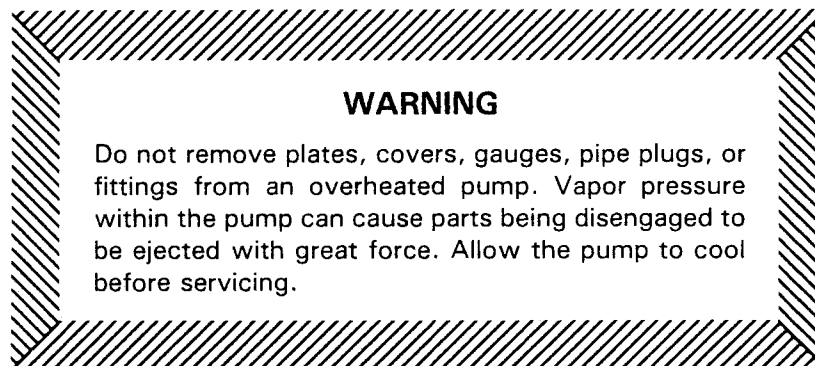 WARNING
Do not remove plates, covers, gauges, pipe plugs, or
fittings from an overheated pump. Vapor pressure
within the pump can cause parts being disengaged to
be ejected with great force. Allow the pump to cool
before servicing.